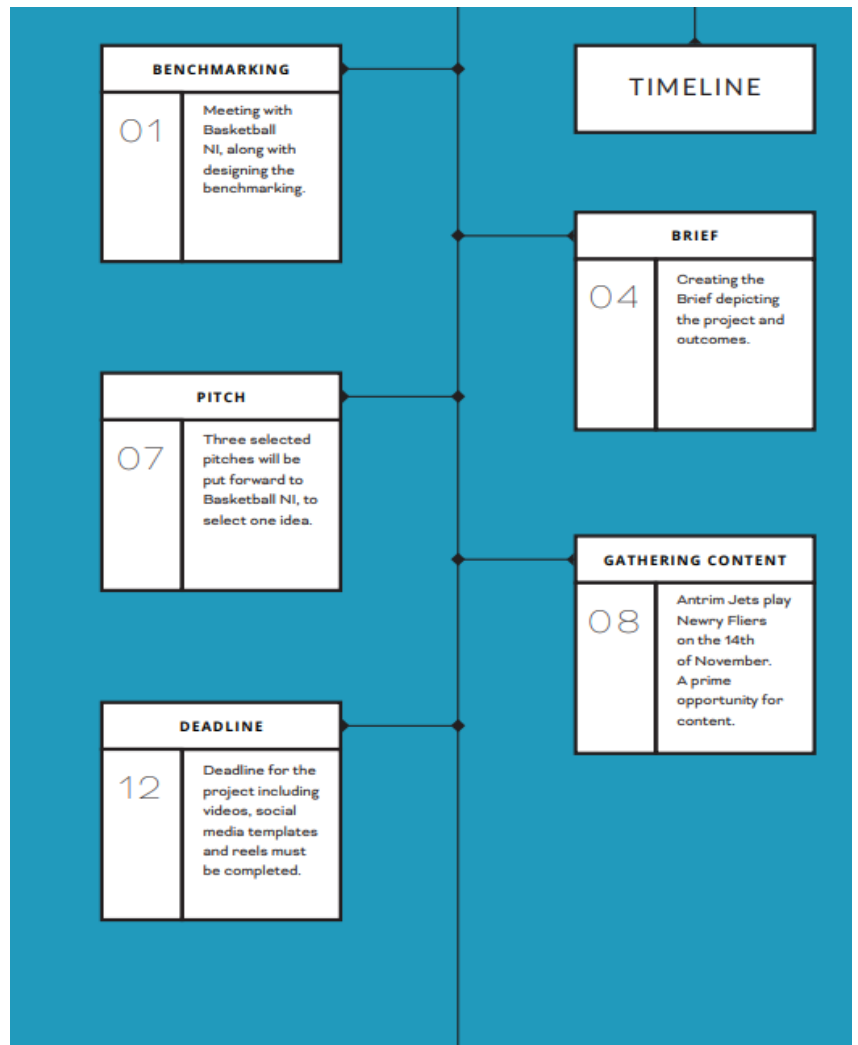 TIMELINE
BENCHMARKING
01
Meeting with
Basketball
NI, along with
designing the
benchmarking.
BRIEF
04
Creating the
Brief depicting
the project and
outcomes.
PITCH
07
Three selected
pitches will be
put forward to
Basketball NI, to
select one idea.
GATHERING CONTENT
08
Antrim Jets play
Newry Fliers
on the 14th
of November.
A prime
opportunity for
content.
DEADLINE
12
Deadline for the
project including
videos, social
media templates
and reels must
be completed.